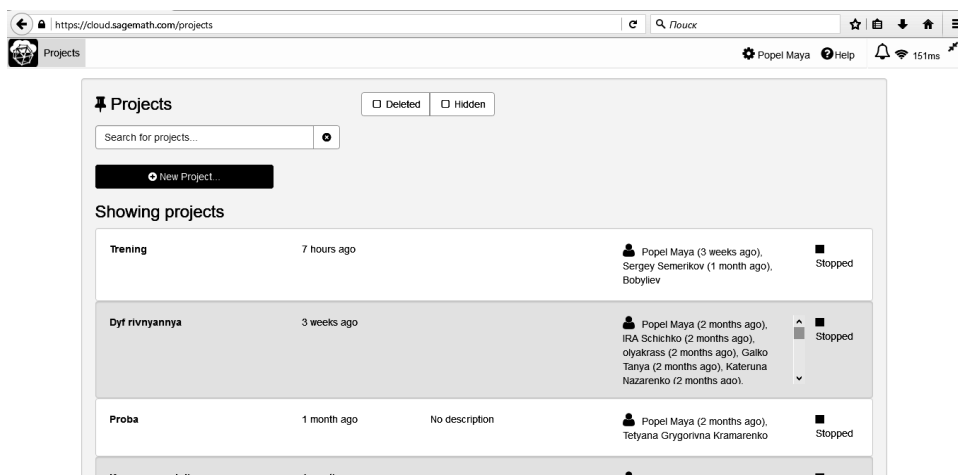 https://cloud.sagemath.com/projects
Поиск
Projects
Popel Maya
Help
151ms
Projects
Deleted
Hidden
Search for projects...
New Project...
Showing projects
Trening
7 hours ago
Popel Maya (3 weeks ago),
Sergey Semerikov (1 month ago),
Bobyliev
Stopped
Dyf rivnyannya
3 weeks ago
Popel Maya (2 months ago),
IRA Schichko (2 months ago),
olyakrass (2 months ago), Galko
Tanya (2 months ago), Kateruna
Nazarenko (2 months ago),
Stopped
Proba
1 month ago
No description
Popel Maya (2 months ago),
Tetyana Grygorivna Kramarenko
Stopped